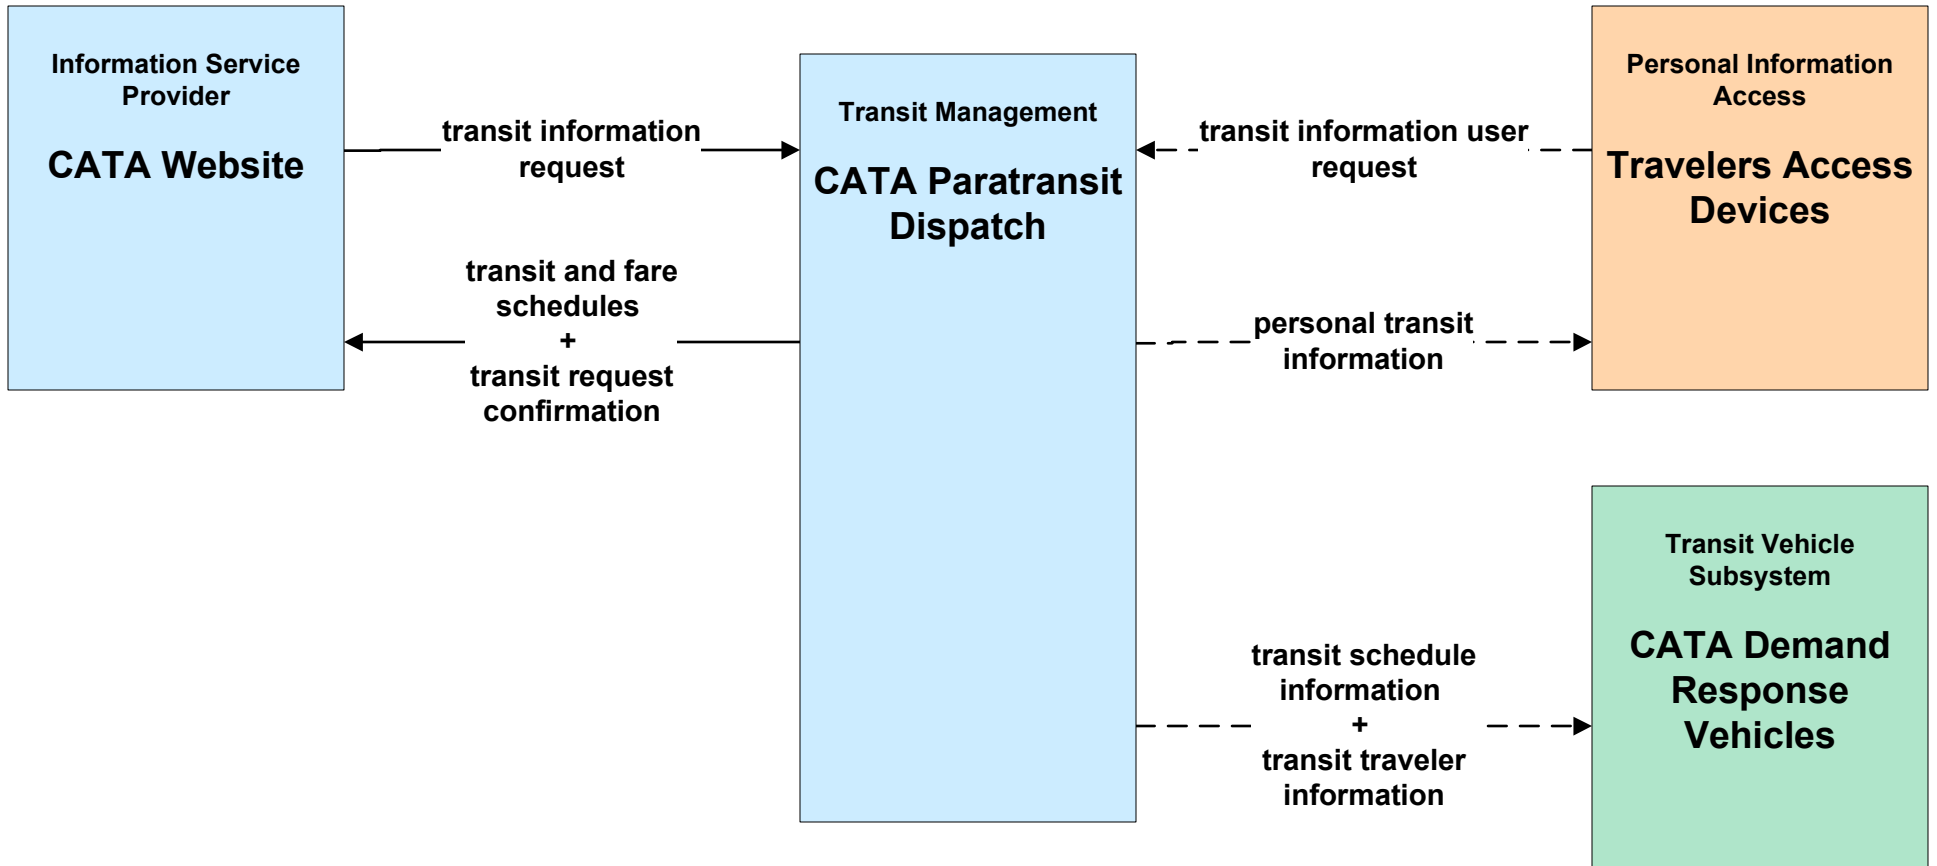 Information Service
Provider
CATA Website
transit information
request
transit and fare
schedules
+
transit request
confirmation
Transit Management
CATA Paratransit
Dispatch
transit information user
request
personal transit
information
transit schedule
information
+
transit traveler
information
Personal Information
Access
Travelers Access
Devices
Transit Vehicle
Subsystem
CATA Demand
Response
Vehicles